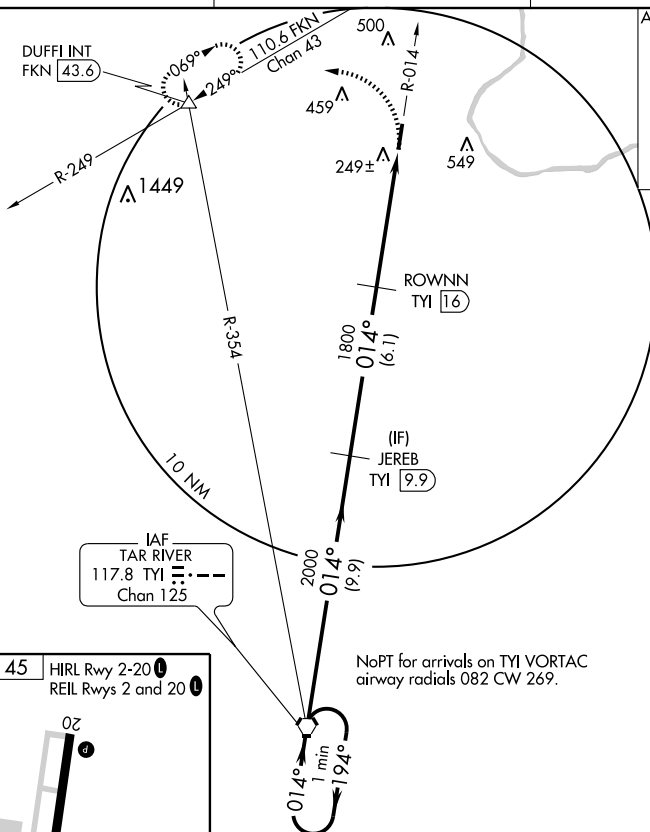 DUFFI INT
FKN 43.6
069°
249°
110.6 FKN
Chan 43
500
R-014
A
459
249±
549
R-249
1449
ROWNN
TYI 16
R-354
1800
014°
(6.1)
(IF)
JEREB
TYI 9.9
10 NM
IAF
TAR RIVER
117.8 TYI
Chan 125
2000
014°
(9.9)
NoPT for arrivals on TYI VORTAC
airway radials 082 CW 269.
45
HIRL Rwy 2-20 L
REIL Rwys 2 and 20 L
20
P
014°
1 min
194°